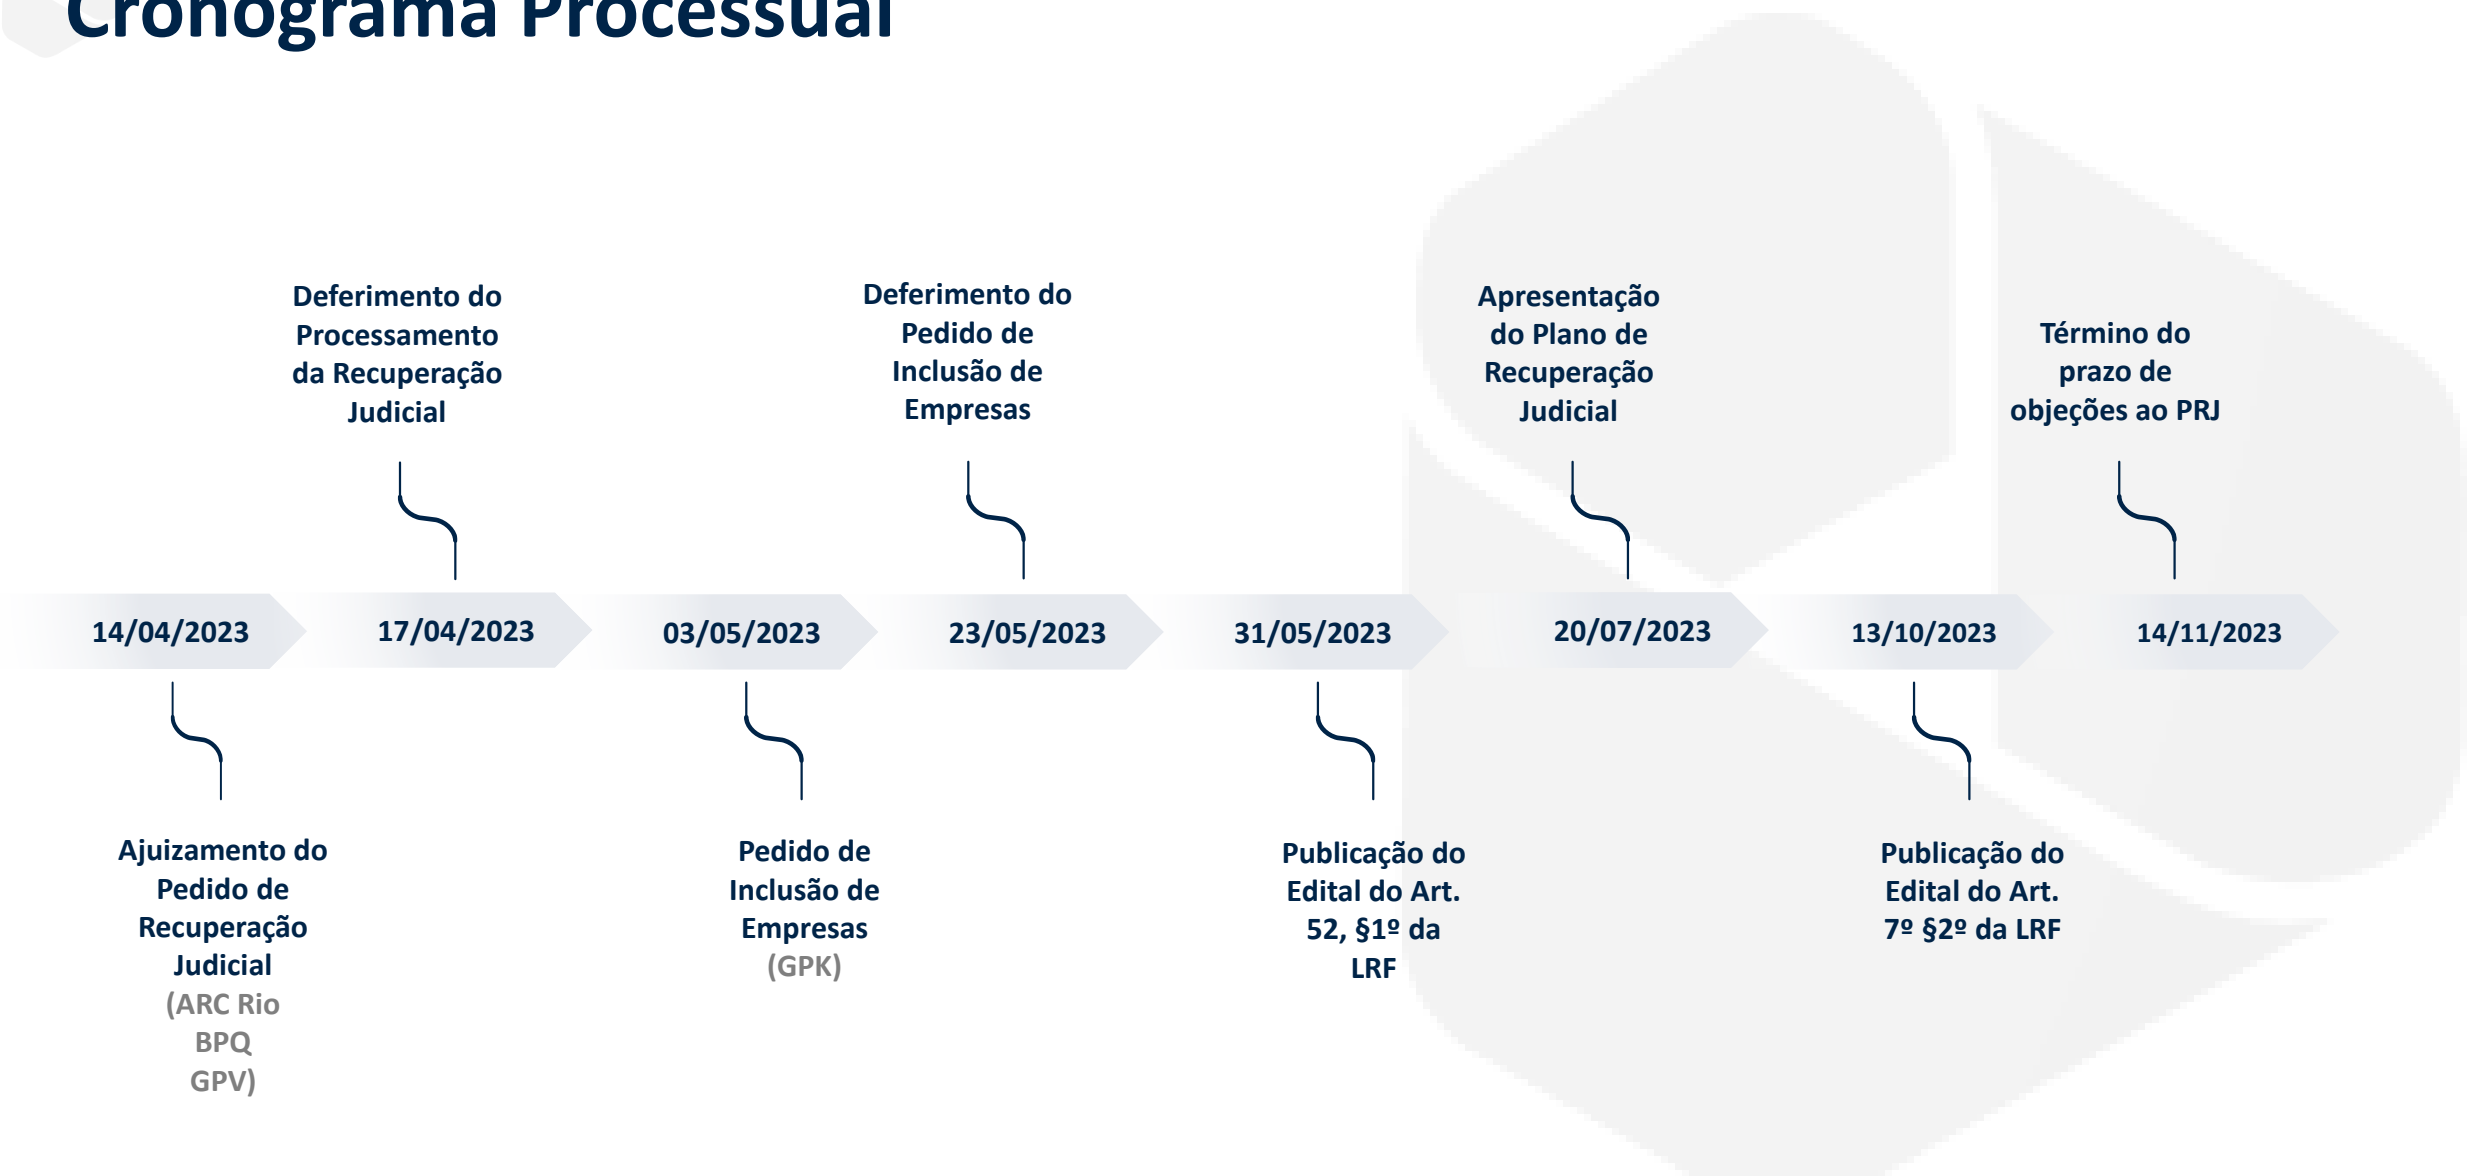 Cronograma Processual
Deferimento do
Processamento
da Recuperação
Judicial
Deferimento do
Pedido de
Inclusão de
Empresas
Apresentação
do Plano de
Recuperação
Judicial
Término do
prazo de
objeções ao PRJ
14/04/2023
17/04/2023
03/05/2023
23/05/2023
31/05/2023
20/07/2023
13/10/2023
14/11/2023
Ajuizamento do
Pedido de
Recuperação
Judicial
(ARC Rio
BPQ
GPV)
Pedido de
Inclusão de
Empresas
(GPK)
Publicação do
Edital do Art.
52, §1º da
LRF
Publicação do
Edital do Art.
7º §2º da LRF